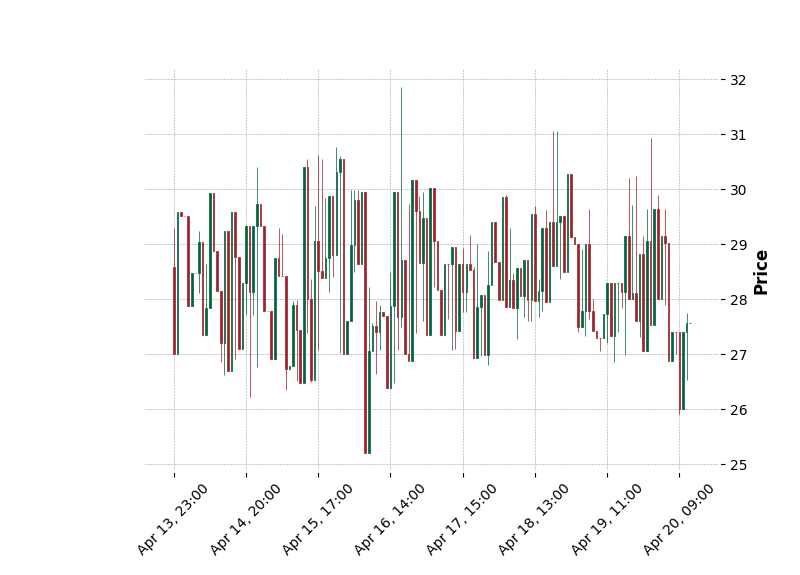 32
31
30
29
28
27
26
25
Price
Apr 13, 23:00
Apr 14, 20:00
Apr 15, 17:00
Apr 16, 14:00
Apr 17, 15:00
Apr 18, 13:00
Apr 19, 11:00
Apr 20, 09:00